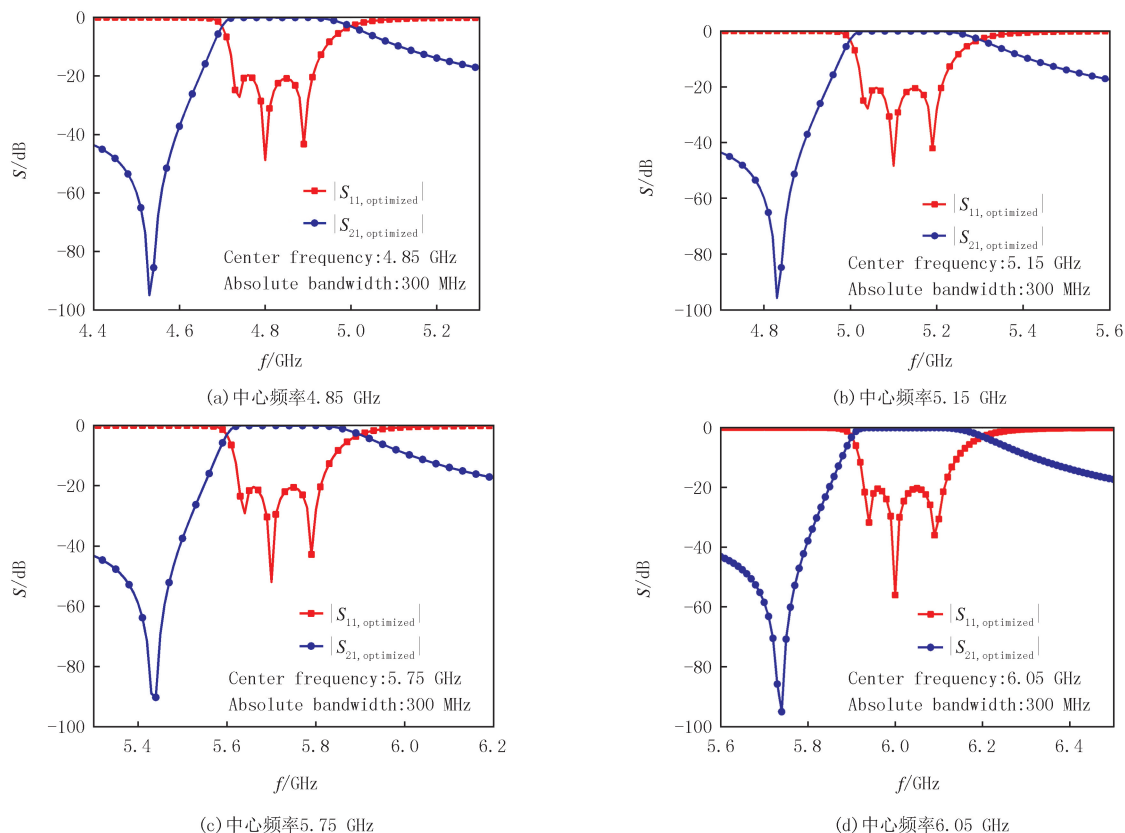 0
−20
−40
−60
−80
−100
S/dB
|S11,optimized|
|S21,optimized|
Center frequency:4.85 GHz
Absolute bandwidth:300 MHz
4.4 4.6 4.8 5.0 5.2
f/GHz
(a)中心频率4.85 GHz
0
−20
−40
−60
−80
−100
S/dB
|S11,optimized|
|S21,optimized|
Center frequency:5.15 GHz
Absolute bandwidth:300 MHz
4.8 5.0 5.2 5.4 5.6
f/GHz
(b)中心频率5.15 GHz
0
−20
−40
−60
−80
−100
S/dB
|S11,optimized|
|S21,optimized|
Center frequency:5.75 GHz
Absolute bandwidth:300 MHz
5.4 5.6 5.8 6.0 6.2
f/GHz
(c)中心频率5.75 GHz
0
−20
−40
−60
−80
−100
S/dB
|S11,optimized|
|S21,optimized|
Center frequency:6.05 GHz
Absolute bandwidth:300 MHz
5.6 5.8 6.0 6.2 6.4
f/GHz
(d)中心频率6.05 GHz